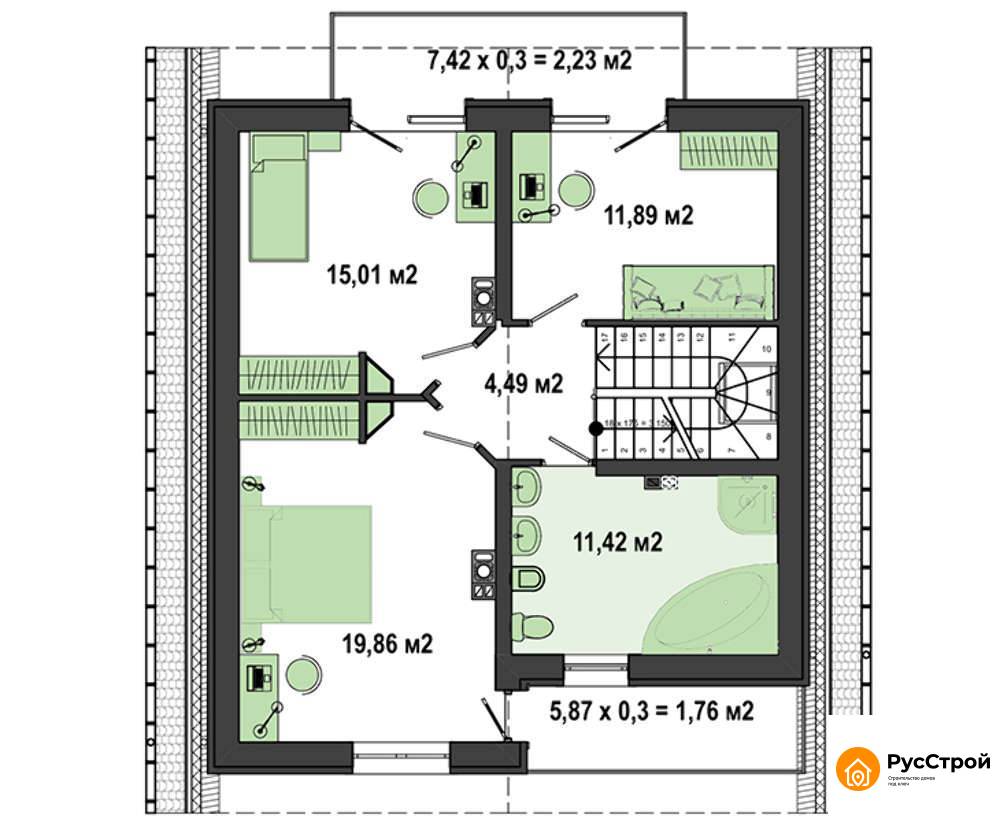 7,42 x 0,3 = 2,23 м2
11,89 м2
15,01 м2
17 16 15 14 13 12 11
10
4,49 м2
9
18 x 175 = 3.150
8
1 2 3 4 5 6 7
11,42 м2
19,86 м2
5,87 x 0,3 = 1,76 м2
РусСтрой
Строительство домов
под ключ